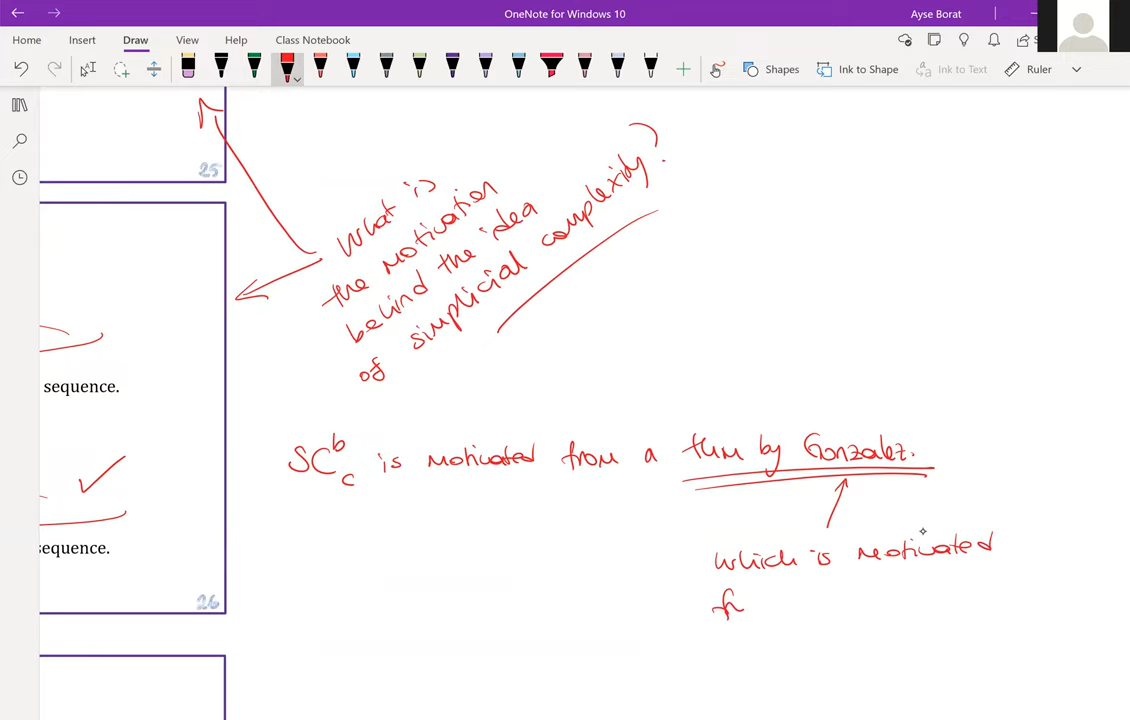 OneNote for Windows 10
Ayse Borat
Home Insert Draw View Help Class Notebook
Shapes Ink to Shape Ink to Text Ruler
25
What is
the motivation
behind the idea
of simplicial complexity?
sequence.
SC^b_c is motivated from a thm by Gonzalez.
which is motivated
fr
sequence.
26